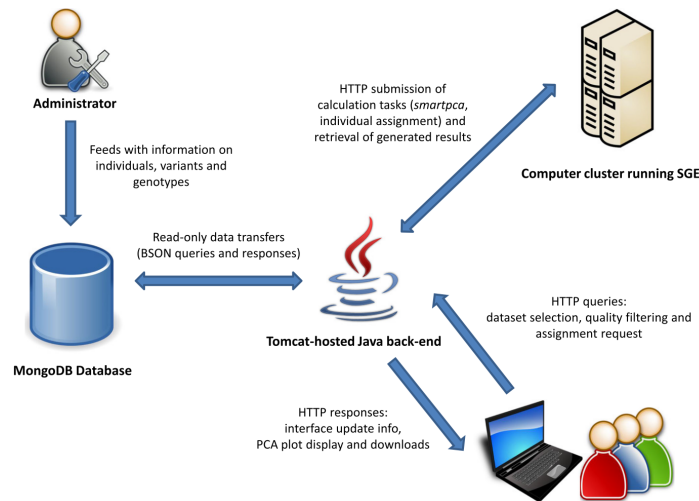 Administrator
Feeds with information on
individuals, variants and
genotypes
HTTP submission of
calculation tasks (smartpca,
individual assignment) and
retrieval of generated results
Computer cluster running SGE
Read-only data transfers
(BSON queries and responses)
MongoDB Database
Tomcat-hosted Java back-end
HTTP queries:
dataset selection, quality filtering and
assignment request
HTTP responses:
interface update info,
PCA plot display and downloads